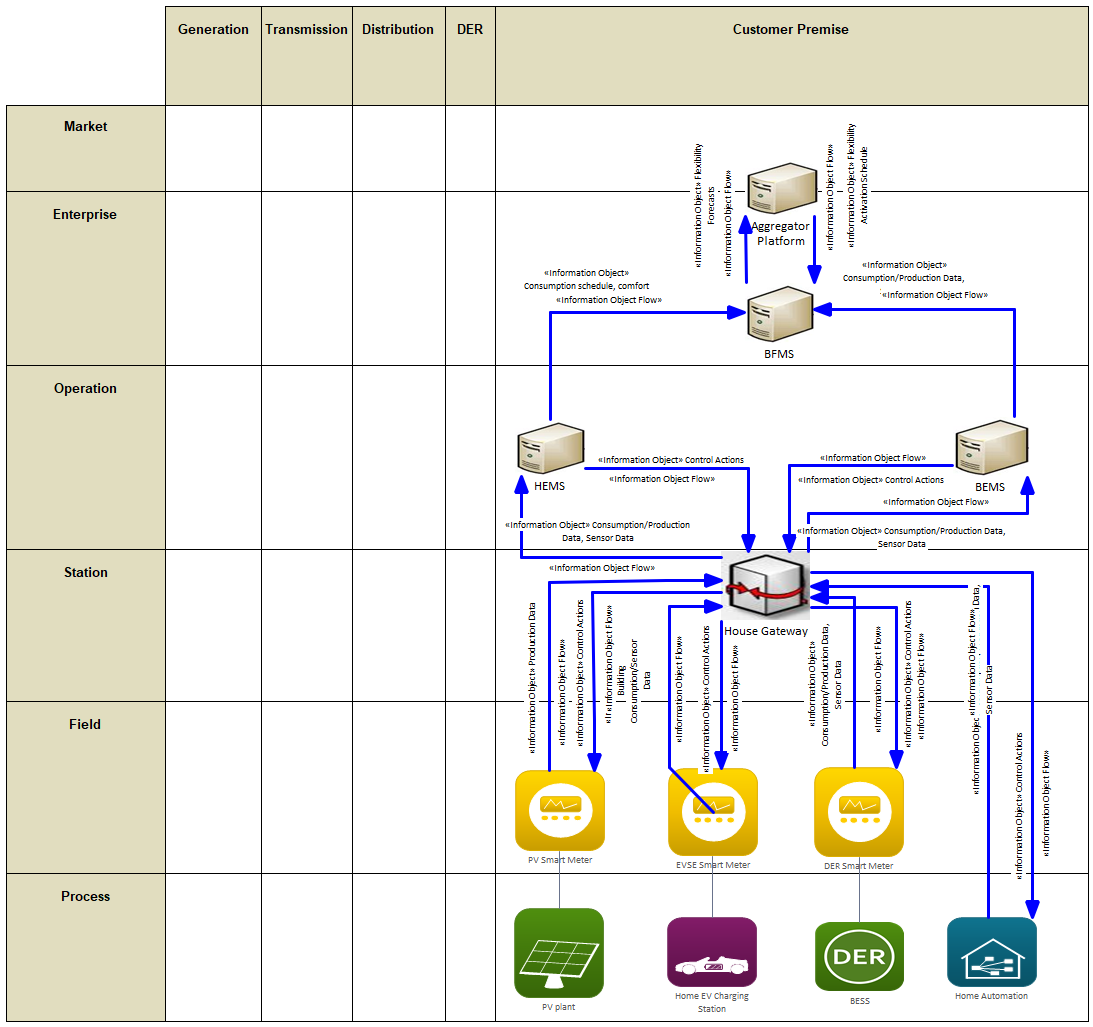 Generation
Transmission
Distribution
DER
Customer Premise
Market
Enterprise
Operation
Station
Field
Process
«Information Object» Flexibility
Forecasts
«Information Object Flow»
«Information Object Flow»
«Information Object» Flexibility
Activation Schedule
Aggregator
Platform
«Information Object»
Consumption schedule, comfort
«Information Object Flow»
«Information Object»
Consumption/Production Data,
«Information Object Flow»
BFMS
HEMS
«Information Object» Control Actions
«Information Object Flow»
«Information Object Flow»
«Information Object» Control Actions
BEMS
«Information Object Flow»
«Information Object» Consumption/Production
Data, Sensor Data
«Information Object» Consumption/Production Data,
Sensor Data
«Information Object Flow»
House Gateway
«Information Object» Production Data
«Information Object Flow»
«Information Object» Control Actions
«Information Object Flow»
Building
Consumption/Sensor
Data
«Information Object Flow»
«Information Object» Control Actions
«Information Object Flow»
«Information Object»
Consumption/Production Data,
Sensor Data
«Information Object Flow»
«Information Object» Control Actions
«Information Object Flow»
«Information Object Flow»
Data,
Sensor Data
«Information Object» Control Actions
«Information Object Flow»
PV Smart Meter
EVSE Smart Meter
DER Smart Meter
DER
PV plant
Home EV Charging
Station
BESS
Home Automation